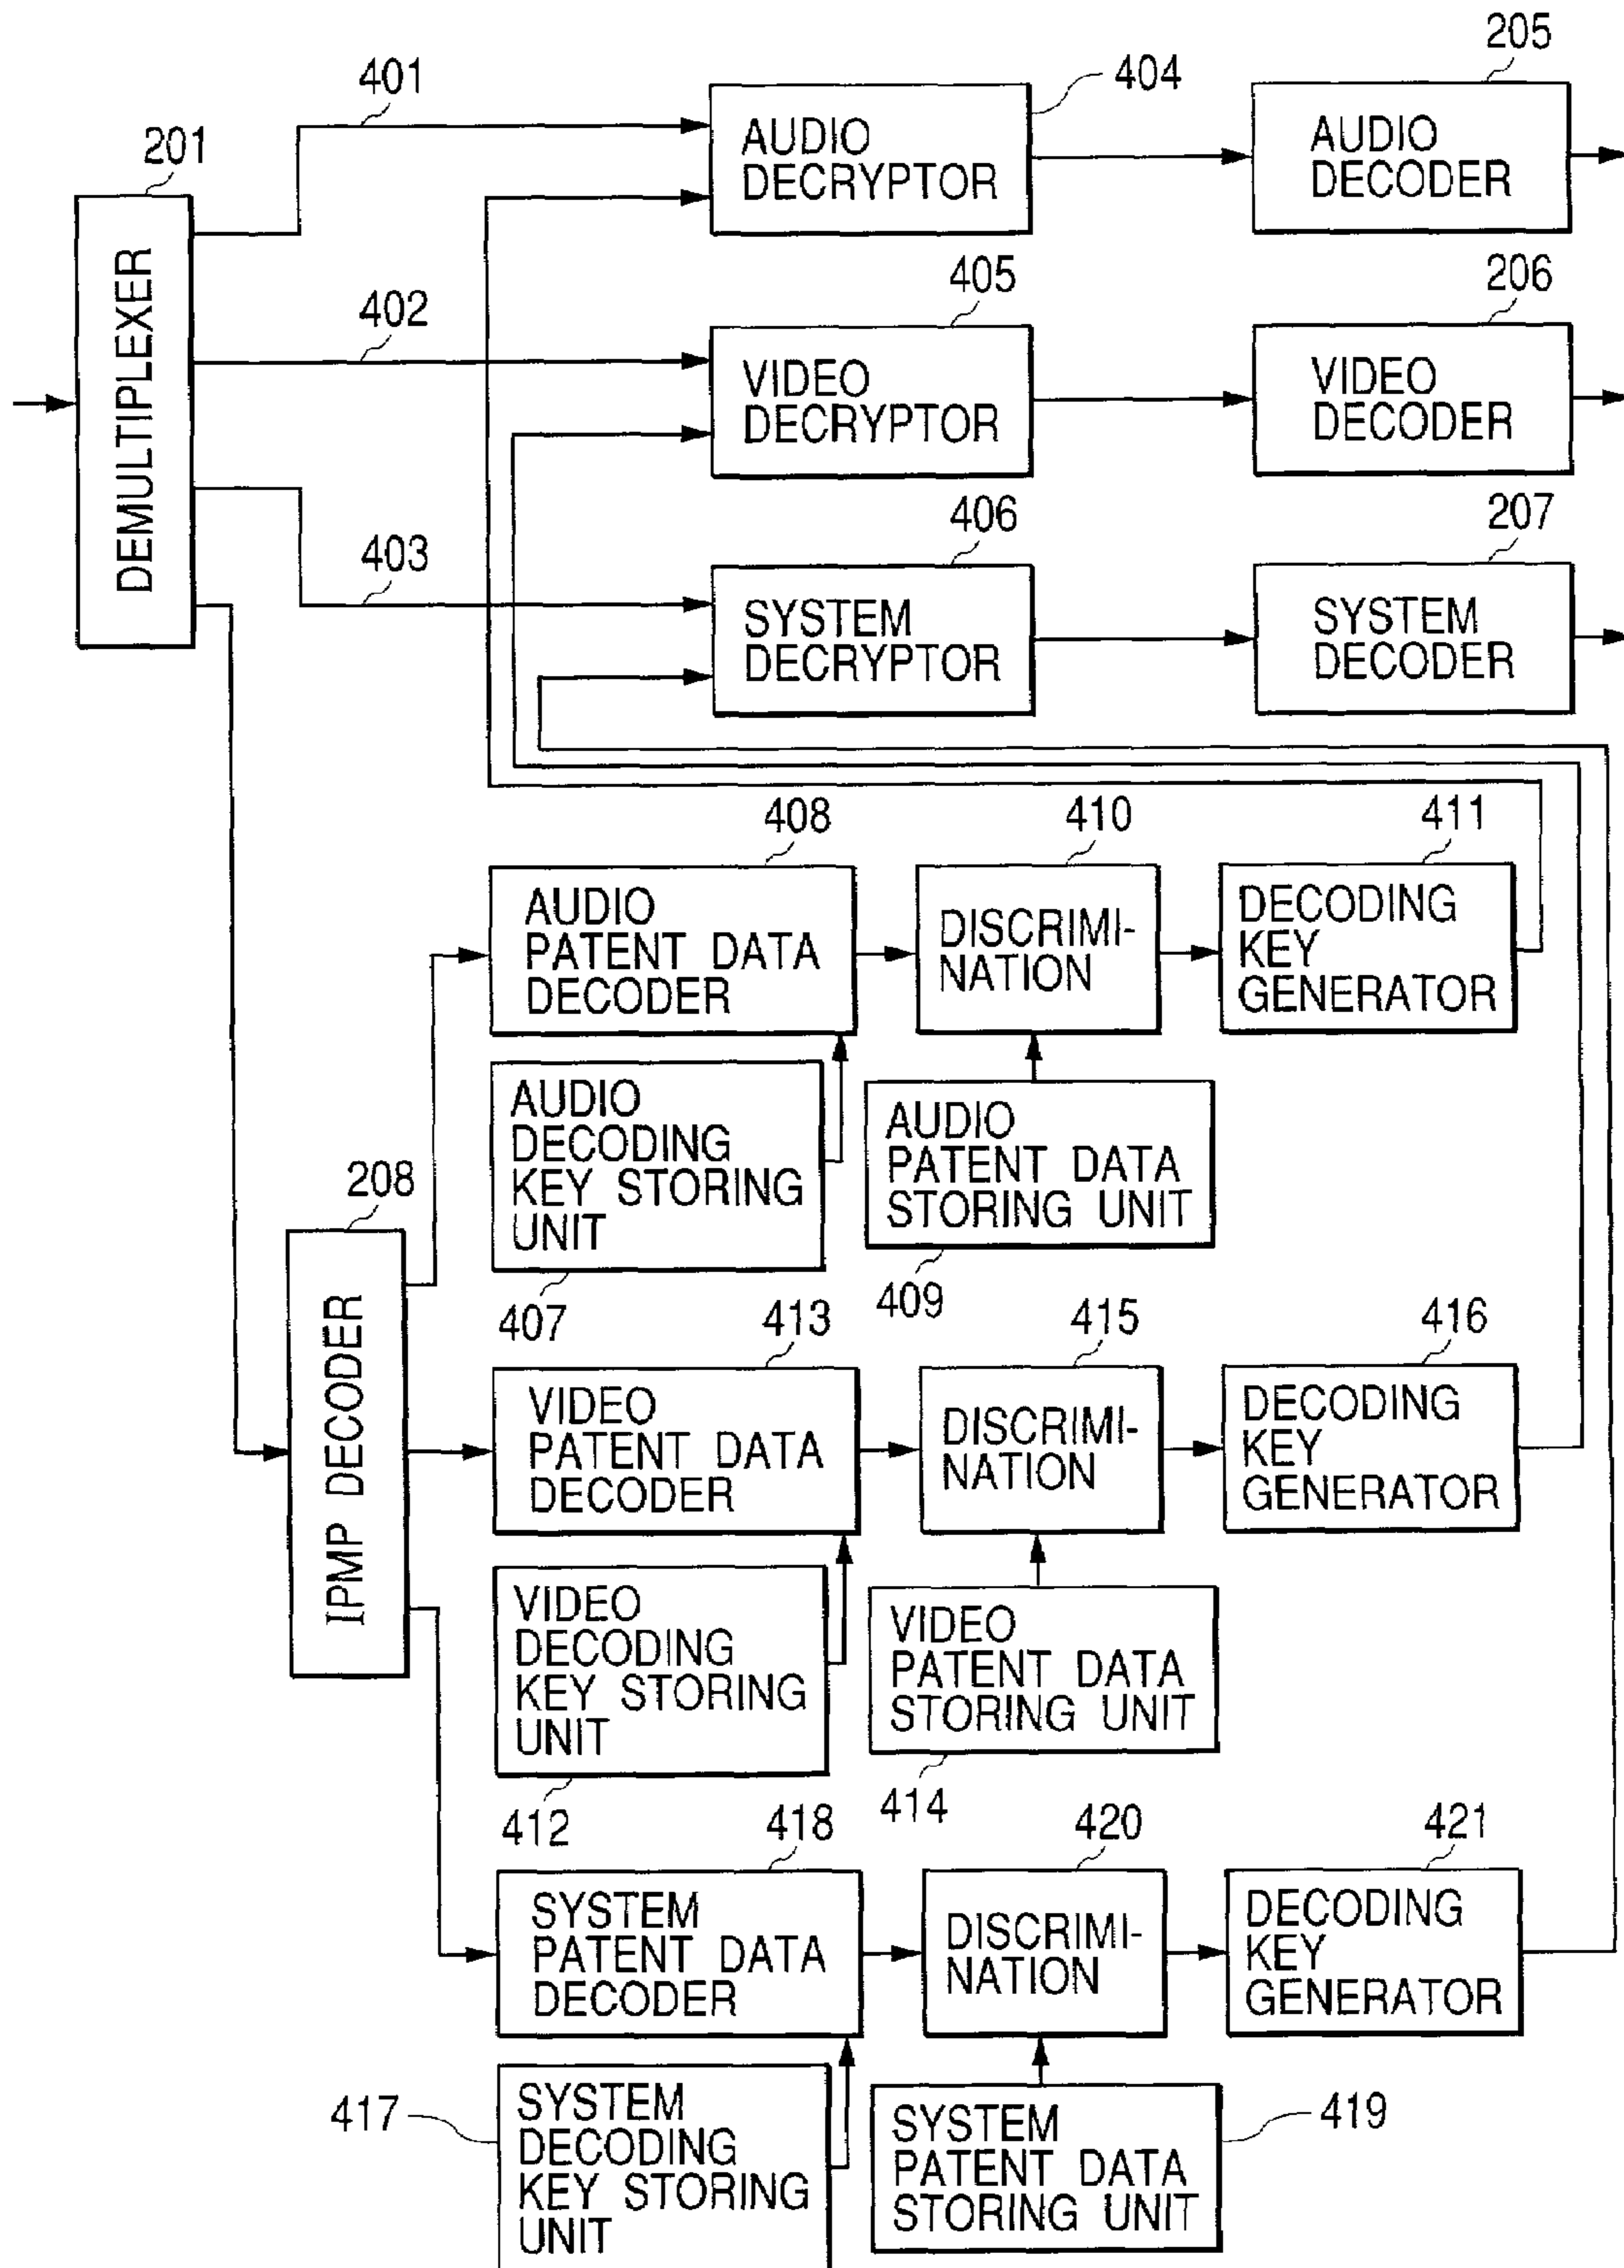 205
401
404
201
AUDIO
DECRYPTOR
AUDIO
DECODER
DEMULTIPLEXER
402
405
206
VIDEO
DECRYPTOR
VIDEO
DECODER
403
406
207
SYSTEM
DECRYPTOR
SYSTEM
DECODER
408
410
411
AUDIO
PATENT DATA
DECODER
DISCRIMI-
NATION
DECODING
KEY
GENERATOR
AUDIO
DECODING
KEY STORING
UNIT
AUDIO
PATENT DATA
STORING UNIT
208
IPMP DECODER
407
409
413
415
416
VIDEO
PATENT DATA
DECODER
DISCRIMI-
NATION
DECODING
KEY
GENERATOR
VIDEO
DECODING
KEY STORING
UNIT
VIDEO
PATENT DATA
STORING UNIT
412
414
418
420
421
SYSTEM
PATENT DATA
DECODER
DISCRIMI-
NATION
DECODING
KEY
GENERATOR
417
SYSTEM
DECODING
KEY STORING
UNIT
SYSTEM
PATENT DATA
STORING UNIT
419